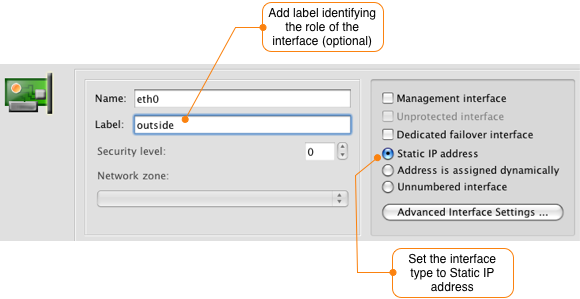 Add label identifying
the role of the
interface (optional)
Name: eth0
Label: outside
Security level: 0
Network zone:
Management interface
Unprotected interface
Dedicated failover interface
Static IP address
Address is assigned dynamically
Unnumbered interface
Advanced Interface Settings ...
Set the interface
type to Static IP
address